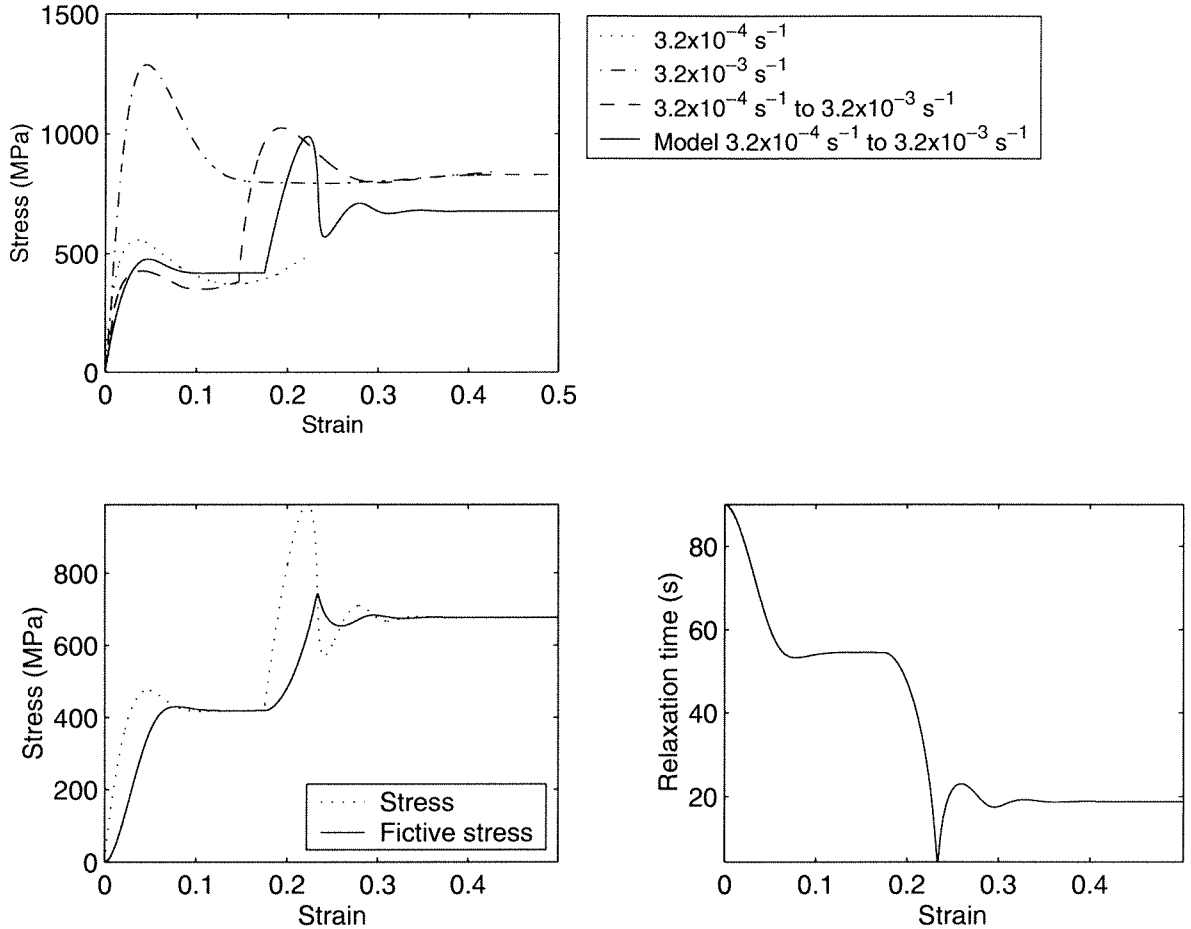 1500
1000
500
0
Stress (MPa)
0 0.1 0.2 0.3 0.4 0.5
Strain
3.2x10⁻⁴ s⁻¹
3.2x10⁻³ s⁻¹
3.2x10⁻⁴ s⁻¹ to 3.2x10⁻³ s⁻¹
Model 3.2x10⁻⁴ s⁻¹ to 3.2x10⁻³ s⁻¹
800
600
400
200
0
Stress (MPa)
Stress
Fictive stress
0 0.1 0.2 0.3 0.4
Strain
80
60
40
20
Relaxation time (s)
0 0.1 0.2 0.3 0.4
Strain